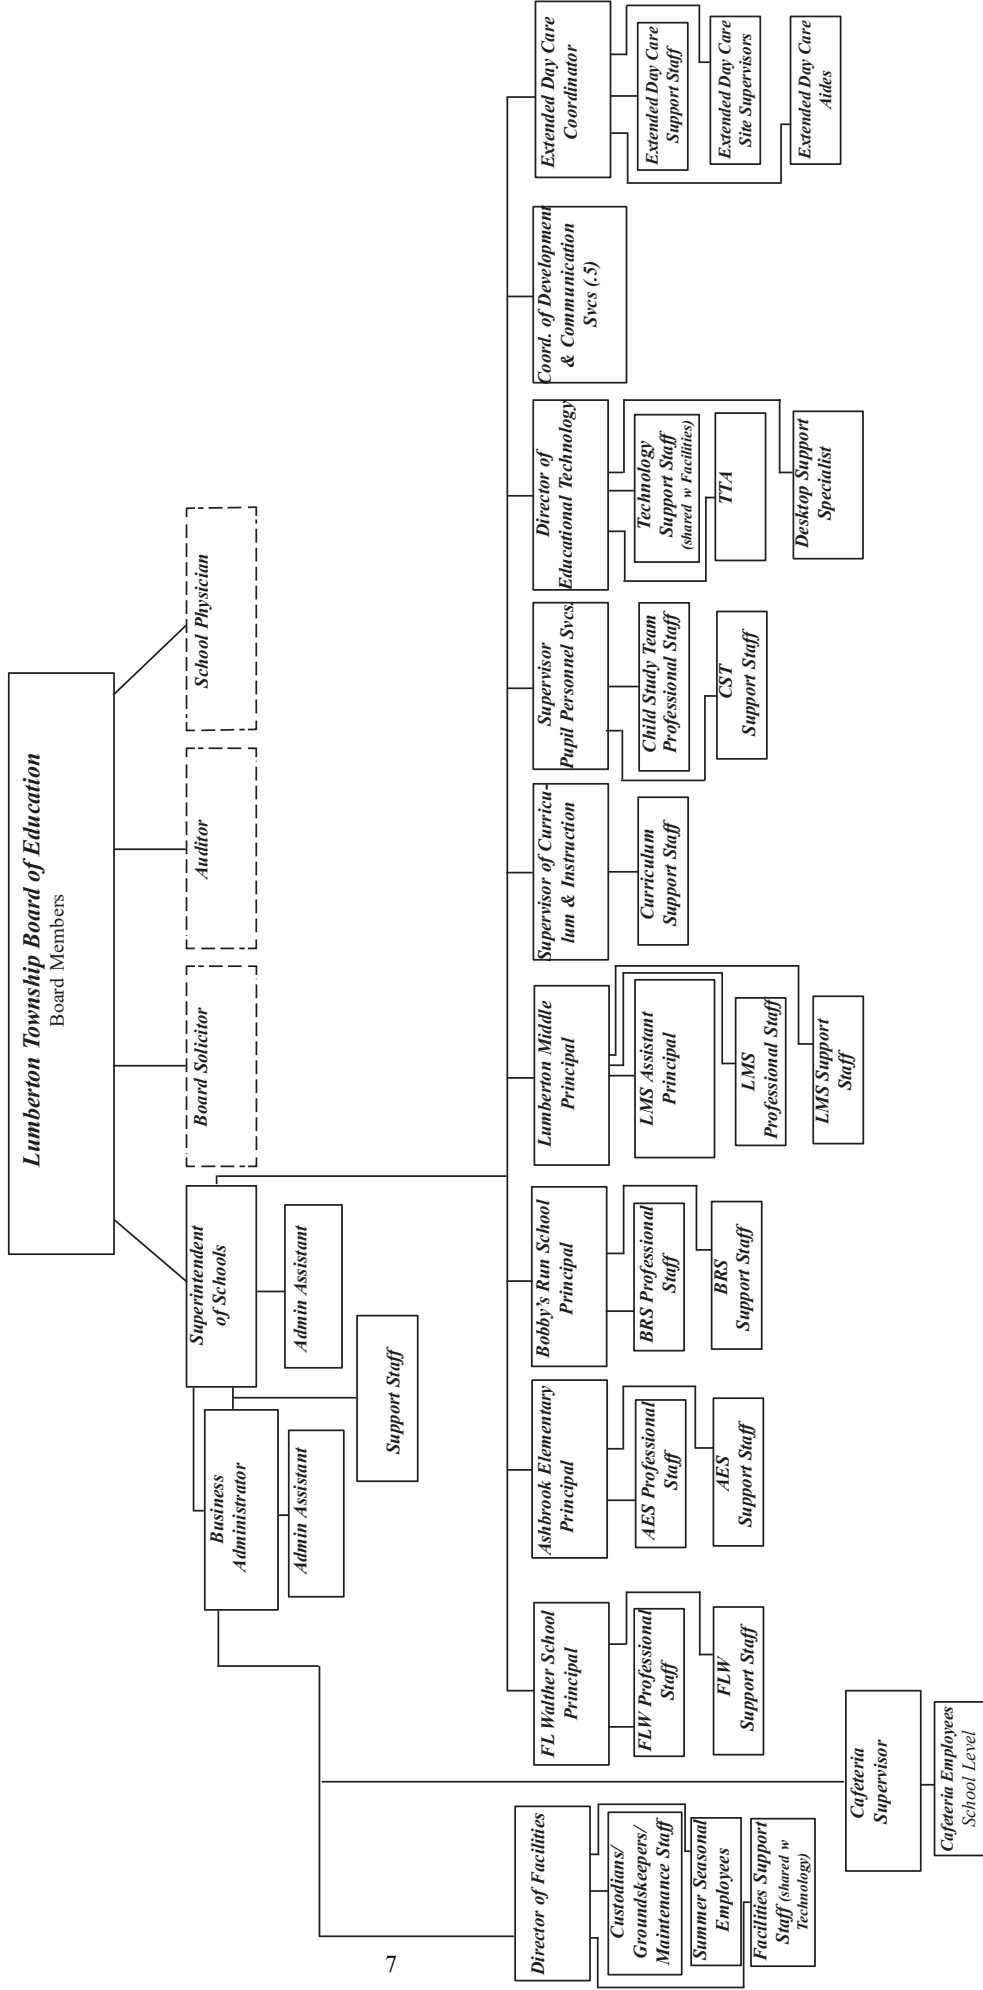 Lumberton Township Board of Education
Board Members
Superintendent
of Schools
Board Solicitor
Auditor
School Physician
Business
Administrator
Admin Assistant
Admin Assistant
Support Staff
Director of Facilities
Custodians/
Groundskeepers/
Maintenance Staff
Summer Seasonal
Employees
Facilities Support
Staff (shared w
Technology)
Cafeteria
Supervisor
Cafeteria Employees
School Level
FL Walther School
Principal
FLW Professional
Staff
FLW
Support Staff
Ashbrook Elementary
Principal
AES Professional
Staff
AES
Support Staff
Bobby's Run School
Principal
BRS Professional
Staff
BRS
Support Staff
Lumberton Middle
Principal
LMS Assistant
Principal
LMS
Professional Staff
LMS Support
Staff
Supervisor of Curricu-
lum & Instruction
Curriculum
Support Staff
Supervisor
Pupil Personnel Svcs.
Child Study Team
Professional Staff
CST
Support Staff
Director of
Educational Technology
Technology
Support Staff
(shared w Facilities)
TTA
Desktop Support
Specialist
Coord. of Development
& Communication
Svcs (.5)
Extended Day Care
Coordinator
Extended Day Care
Support Staff
Extended Day Care
Site Supervisors
Extended Day Care
Aides
7